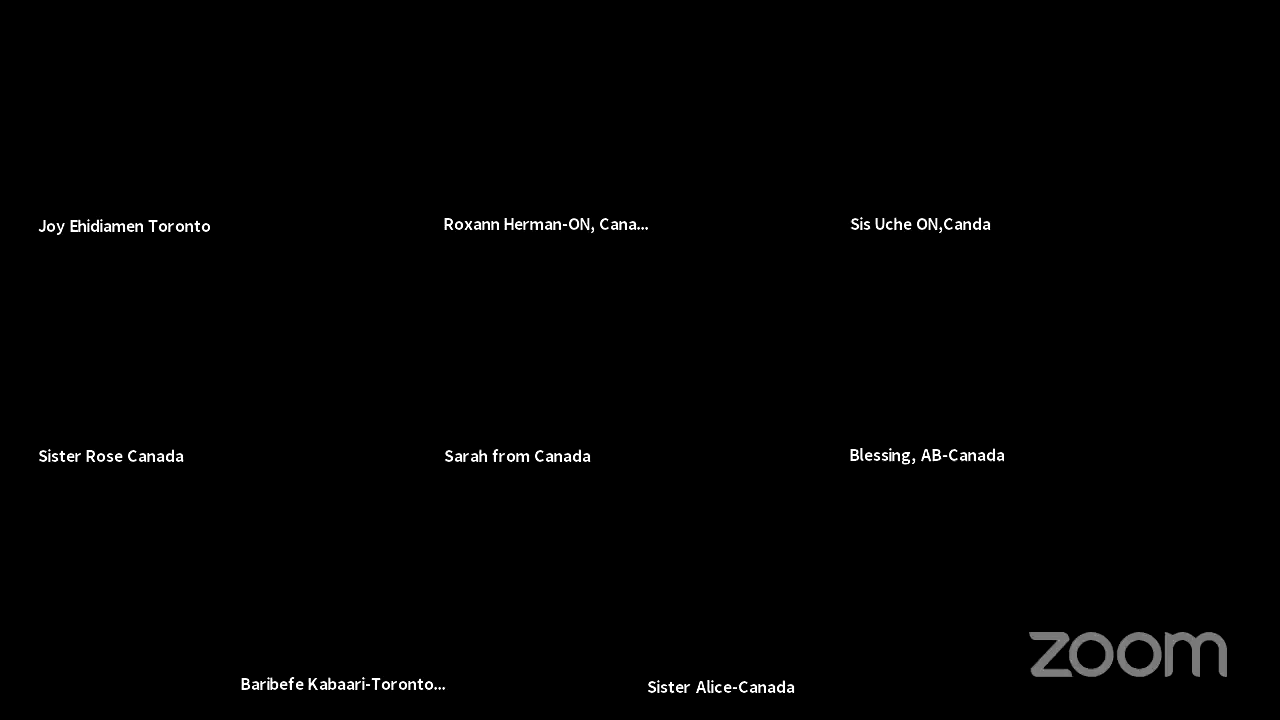 Joy Ehidiamen Toronto
Roxann Herman-ON, Cana...
Sis Uche ON,Canda
Sister Rose Canada
Sarah from Canada
Blessing, AB-Canada
Baribefe Kabaari-Toronto...
Sister Alice-Canada
zoom